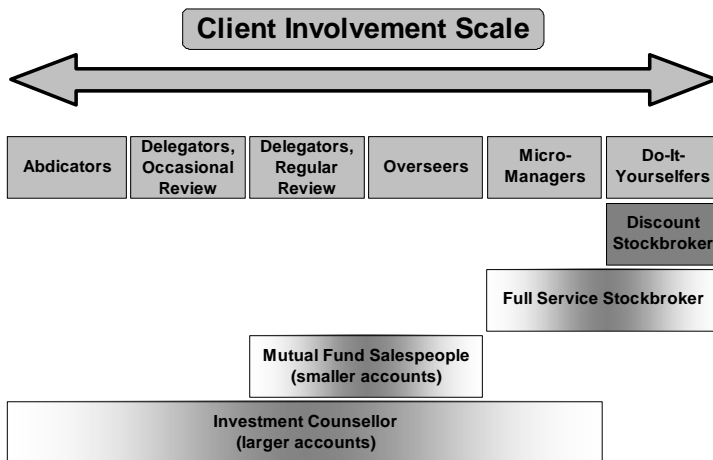 Client Involvement Scale
Abdicators
Delegators,
Occasional
Review
Delegators,
Regular
Review
Overseers
Micro-
Managers
Do-It-
Yourselfers
Discount
Stockbroker
Full Service Stockbroker
Mutual Fund Salespeople
(smaller accounts)
Investment Counsellor
(larger accounts)